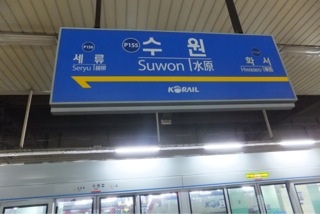 P155
수 원
Suwon 水原
P156
세 류
Seryu
화 서
Hwaseo
KORAIL